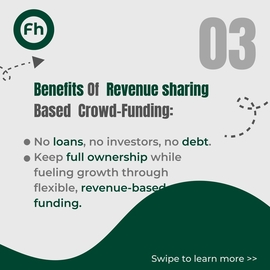 Fh
03
Benefits Of Revenue sharing
Based Crowd-Funding:
No loans, no investors, no debt.
Keep full ownership while
fueling growth through
flexible, revenue-based
funding.
Swipe to learn more >>